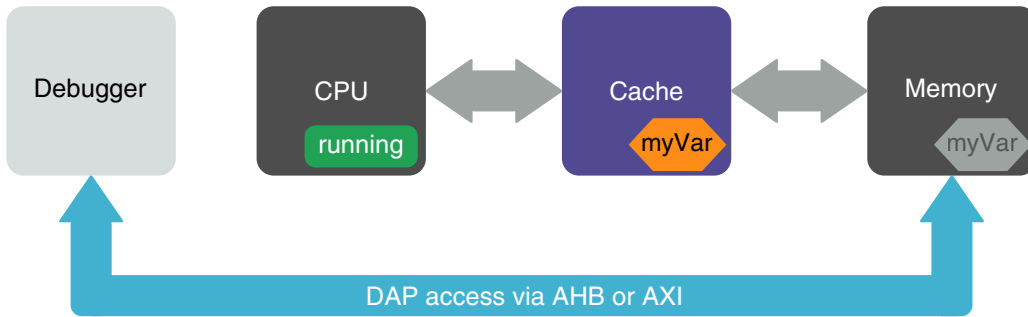 Debugger
CPU
running
Cache
myVar
Memory
myVar
DAP access via AHB or AXI